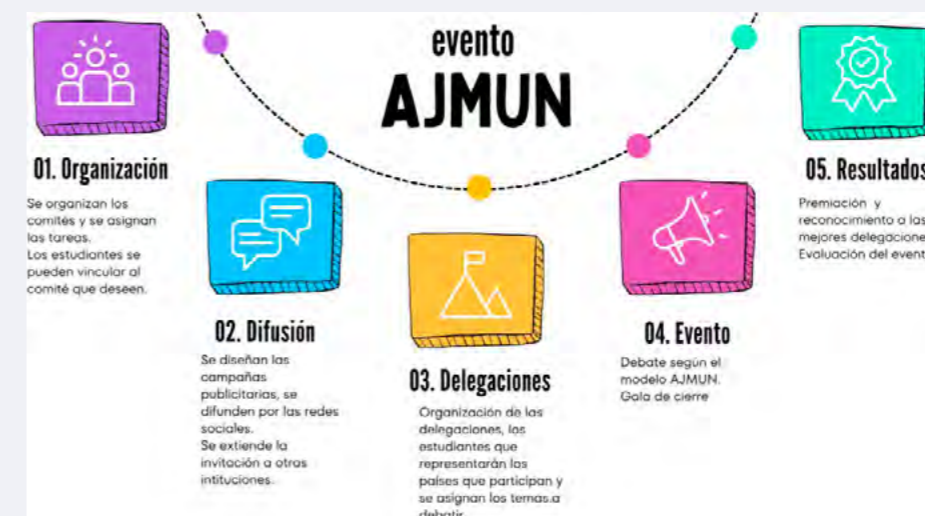 evento
AJMUN
01. Organización
Se organizan los
comités y se asignan
las tareas.
Los estudiantes se
pueden vincular al
comité que deseen.
02. Difusión
Se diseñan las
campañas
publicitarias, se
difunden por las redes
sociales.
Se extiende la
invitación a otras
intituciones.
03. Delegaciones
Organización de las
delegaciones, los
estudiantes que
representarán los
países que participan y
se asignan los temas a
debatir
04. Evento
Debate según el
modelo AJMUN.
Gala de cierre
05. Resultados
Premiación y
reconocimiento a las
mejores delegacione
Evaluación del event